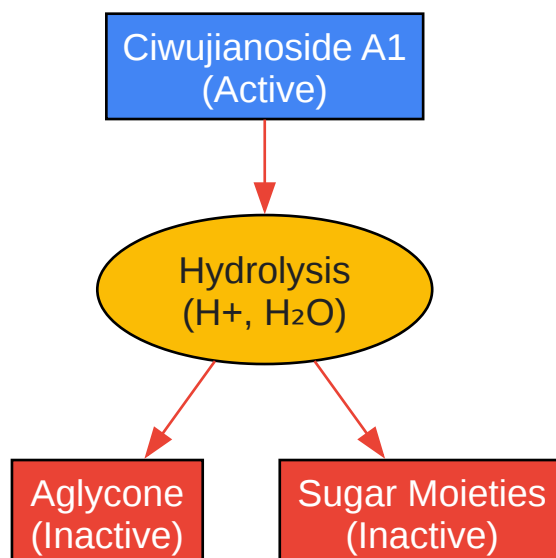 Ciwujianoside A1
(Active)
Hydrolysis
(H+, H₂O)
Aglycone
(Inactive)
Sugar Moieties
(Inactive)